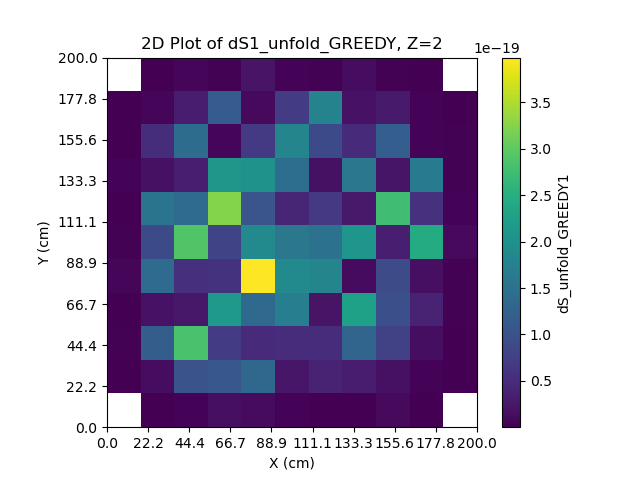 2D Plot of dS1_unfold_GREEDY, Z=2
1e−19
200.0
177.8
155.6
133.3
111.1
88.9
66.7
44.4
22.2
0.0
Y (cm)
0.0 22.2 44.4 66.7 88.9 111.1 133.3 155.6 177.8 200.0
X (cm)
3.5
3.0
2.5
2.0
1.5
1.0
0.5
dS_unfold_GREEDY1